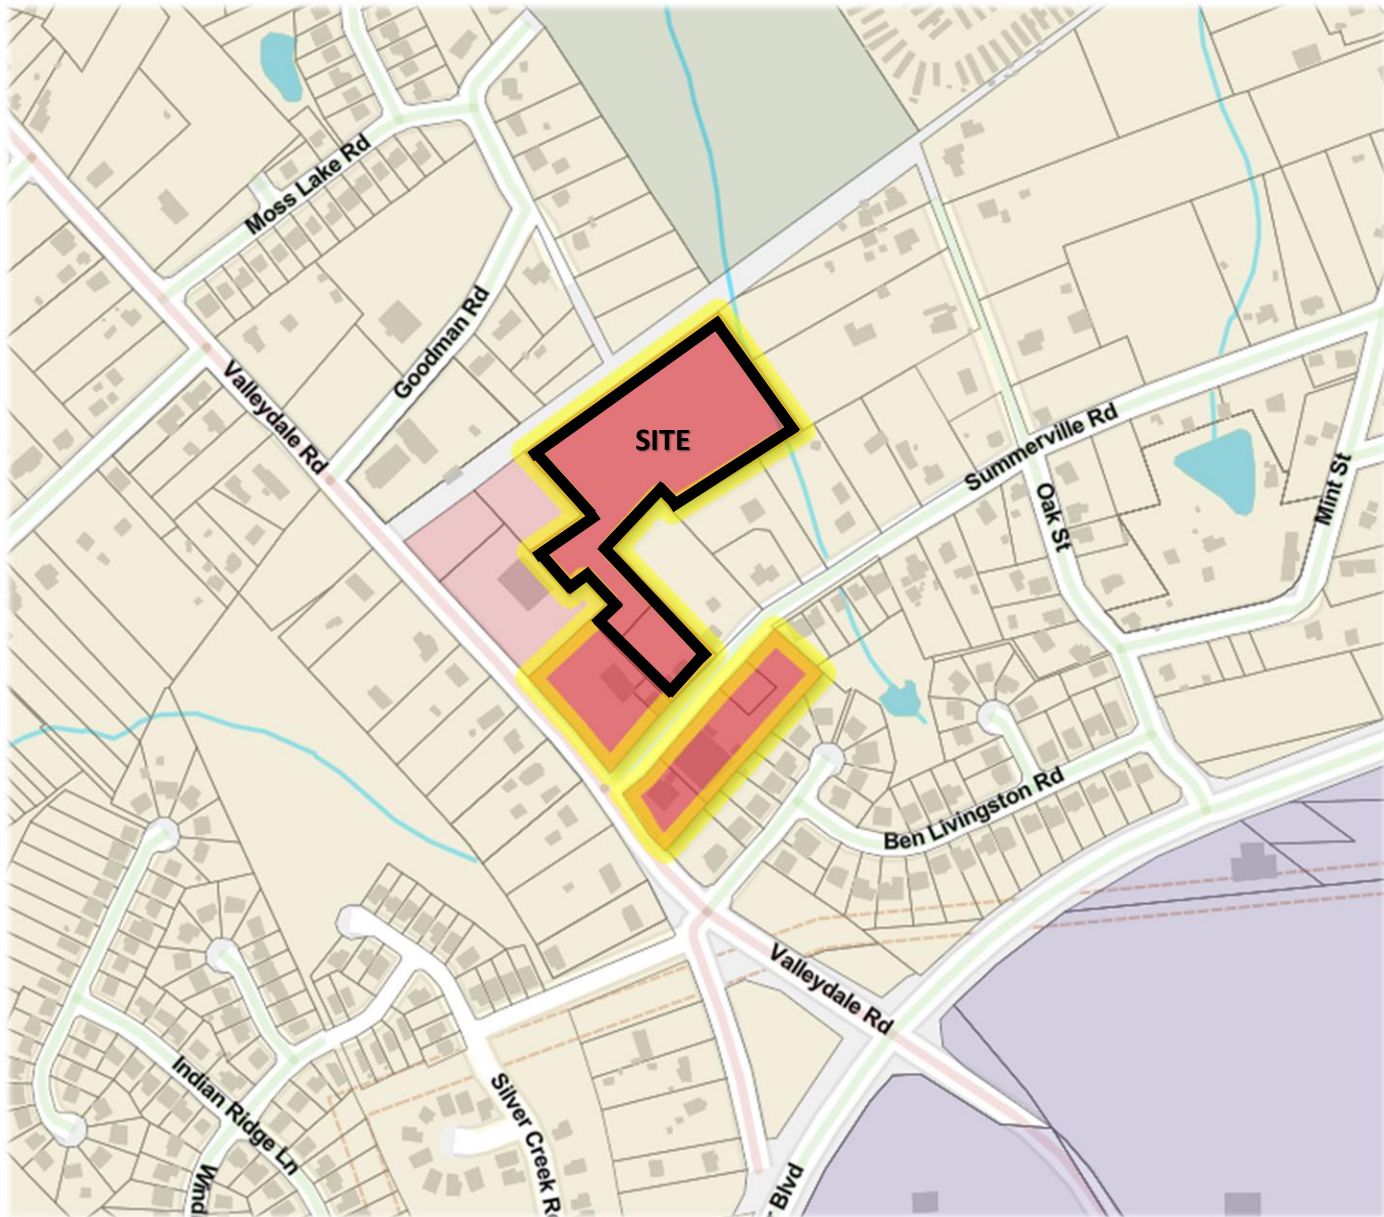 Moss Lake Rd
Goodman Rd
Valleydale Rd
SITE
Summerville Rd
Oak St
Mint St
Ben Livingston Rd
Valleydale Rd
Indian Ridge Ln
Silver Creek
Blvd